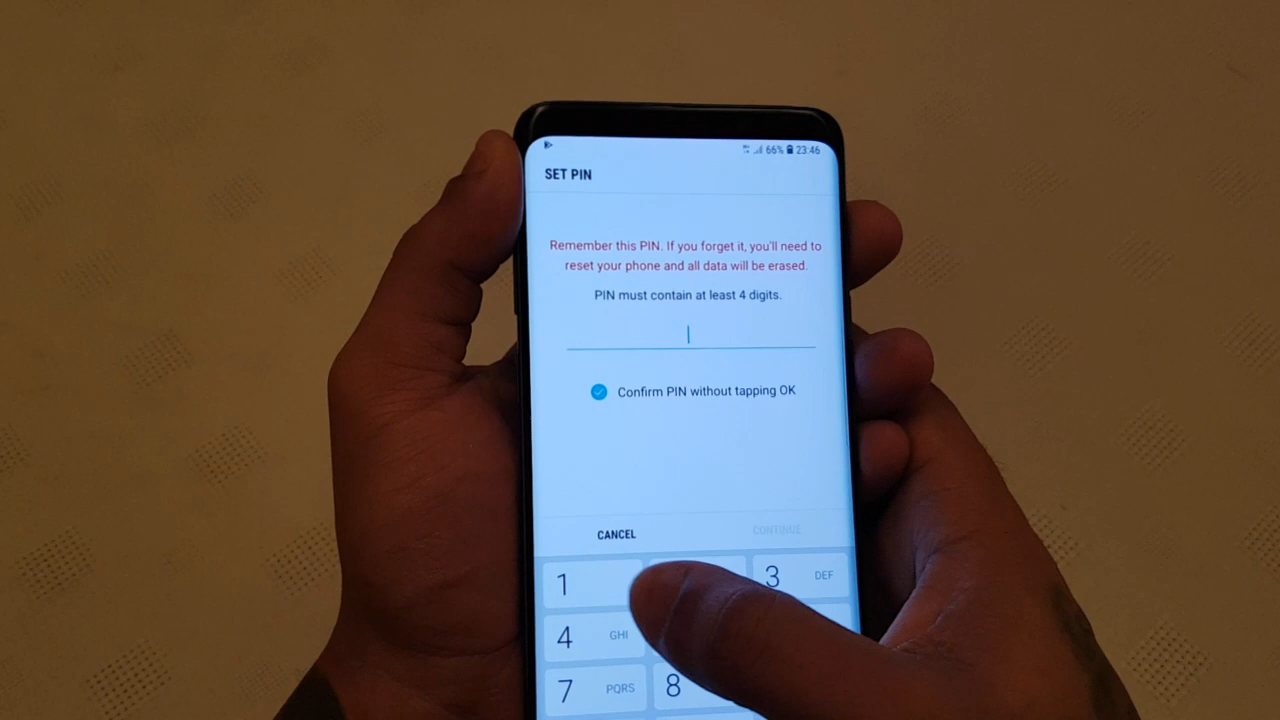 66% 23:46
SET PIN
Remember this PIN. If you forget it, you'll need to
reset your phone and all data will be erased.
PIN must contain at least 4 digits.
Confirm PIN without tapping OK
CANCEL CONTINUE
1 3 DEF
4 GHI
7 PQRS 8